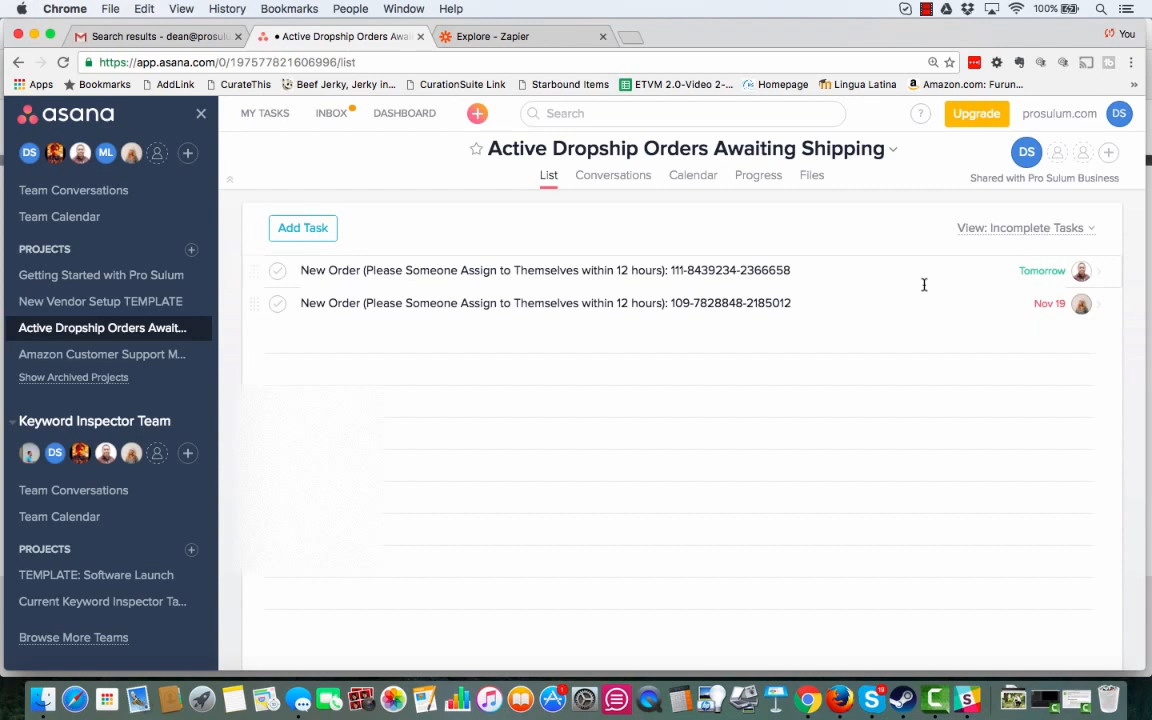 Chrome File Edit View History Bookmarks People Window Help 100%
Search results - dean@prosulu
• Active Dropship Orders Awai
Explore - Zapier
You
https://app.asana.com/0/197577821606996/list
Apps Bookmarks AddLink CurateThis Beef Jerky, Jerky in... CurationSuite Link Starbound Items ETVM 2.0-Video 2-... Homepage Lingua Latina Amazon.com: Furun... »
asana
MY TASKS INBOX DASHBOARD Search ? Upgrade prosulum.com DS
DS ML
Active Dropship Orders Awaiting Shipping
DS
List Conversations Calendar Progress Files
Shared with Pro Sulum Business
Team Conversations
Team Calendar
PROJECTS
Getting Started with Pro Sulum
New Vendor Setup TEMPLATE
Active Dropship Orders Await...
Amazon Customer Support M...
Show Archived Projects
Keyword Inspector Team
DS
Team Conversations
Team Calendar
PROJECTS
TEMPLATE: Software Launch
Current Keyword Inspector Ta...
Browse More Teams
Add Task
View: Incomplete Tasks
New Order (Please Someone Assign to Themselves within 12 hours): 111-8439234-2366658 Tomorrow
New Order (Please Someone Assign to Themselves within 12 hours): 109-7828848-2185012 Nov 19